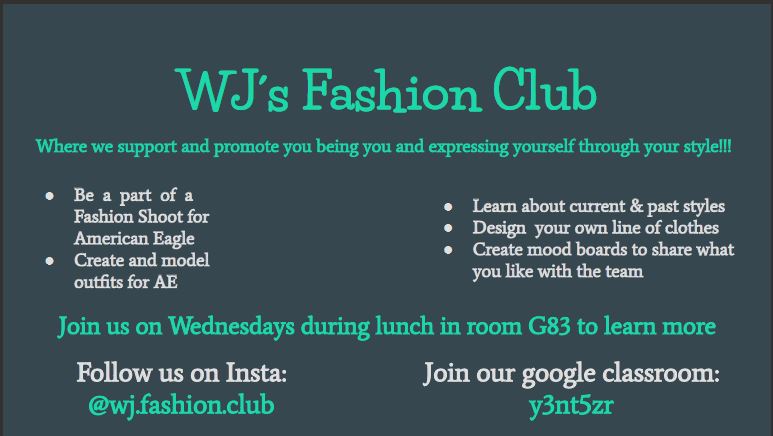 WJ's Fashion Club
Where we support and promote you being you and expressing yourself through your style!!!
● Be a part of a
Fashion Shoot for
American Eagle
● Create and model
outfits for AE
● Learn about current & past styles
● Design your own line of clothes
● Create mood boards to share what
you like with the team
Join us on Wednesdays during lunch in room G83 to learn more
Follow us on Insta:
@wj.fashion.club
Join our google classroom:
y3nt5zr